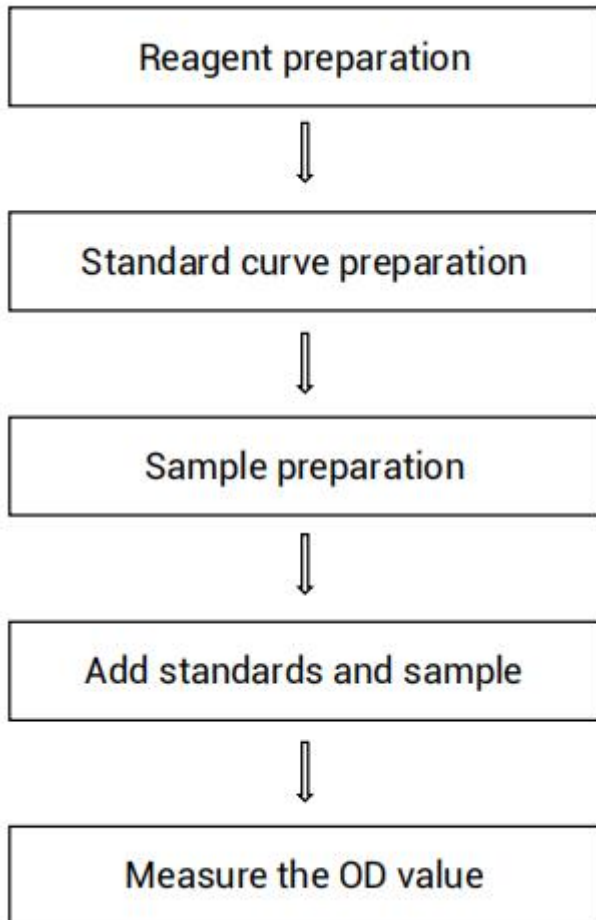 Reagent preparation
Standard curve preparation
Sample preparation
Add standards and sample
Measure the OD value